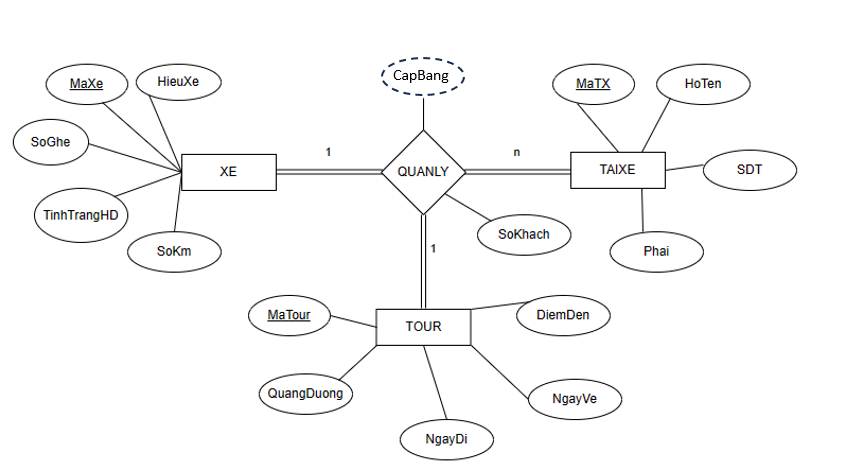 CapBang
MaXe
HieuXe
MaTX
HoTen
SoGhe
1
n
XE
QUANLY
TAIXE
SDT
TinhTrangHD
SoKm
SoKhach
Phai
1
MaTour
TOUR
DiemDen
QuangDuong
NgayVe
NgayDi